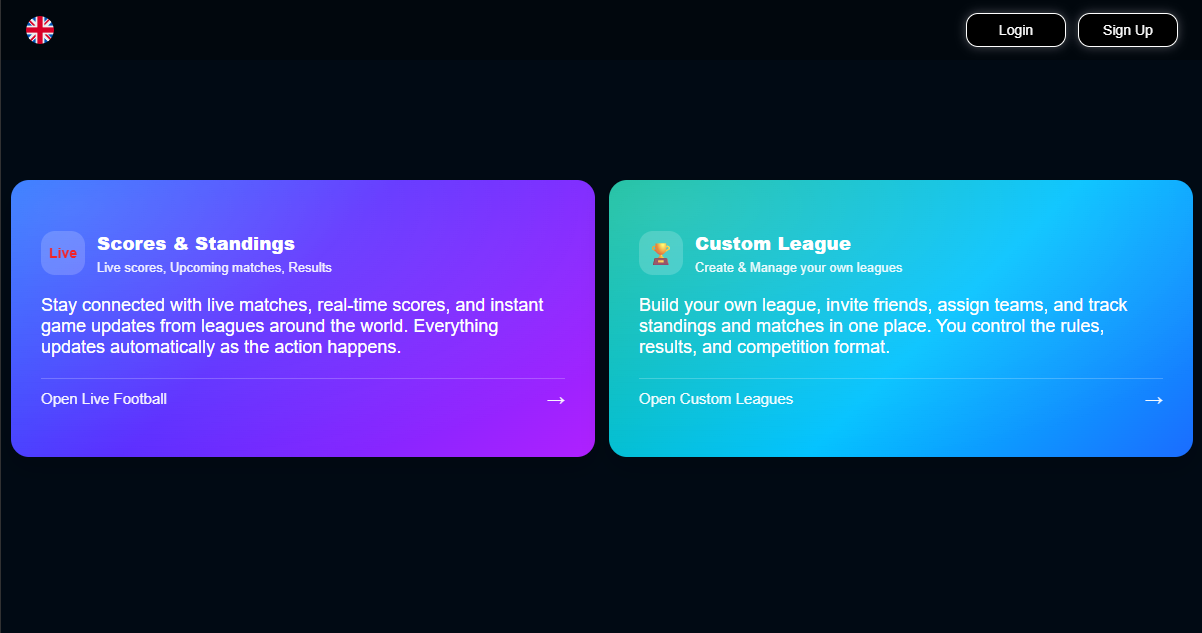 Login
Sign Up
Live
Scores & Standings
Live scores, Upcoming matches, Results
Stay connected with live matches, real-time scores, and instant
game updates from leagues around the world. Everything
updates automatically as the action happens.
Open Live Football →
Custom League
Create & Manage your own leagues
Build your own league, invite friends, assign teams, and track
standings and matches in one place. You control the rules,
results, and competition format.
Open Custom Leagues →